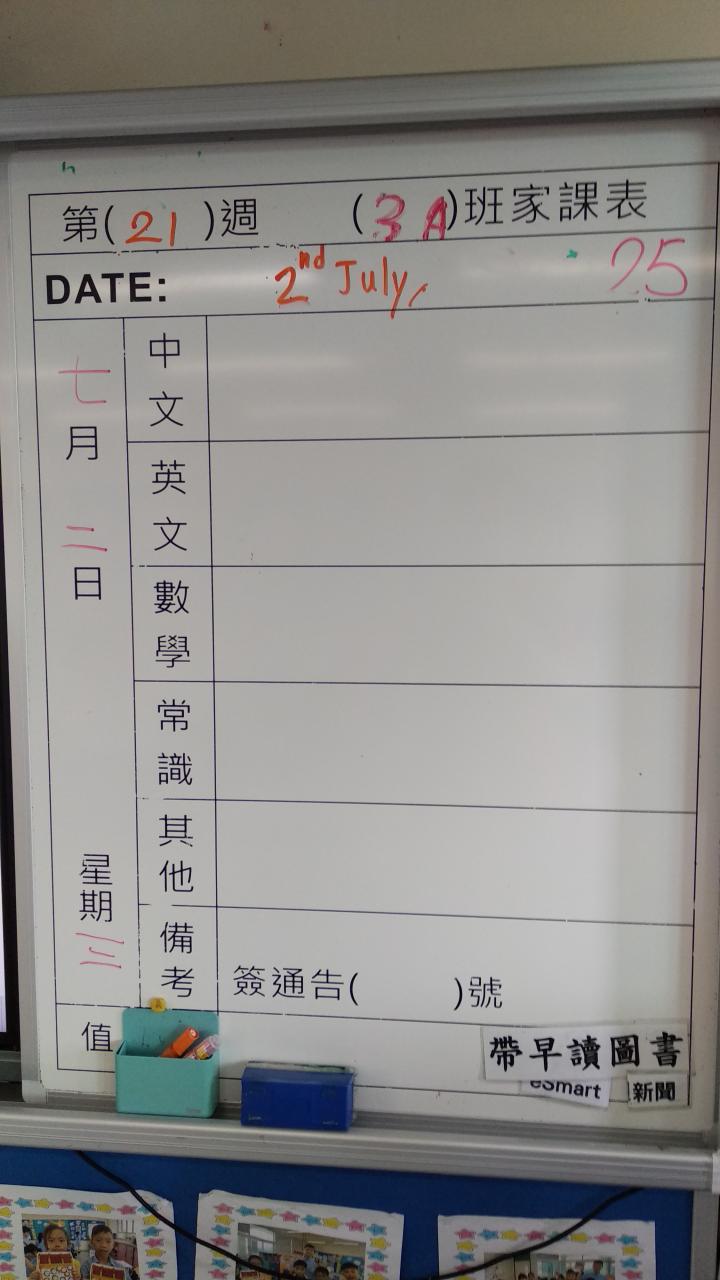 第( 21 )週 ( 3A )班家課表
DATE: 2nd July, 25
七月二日
星期三
中文
英文
數學
常識
其他
備考 簽通告( )號
值
帶早讀圖書
eSmart 新聞